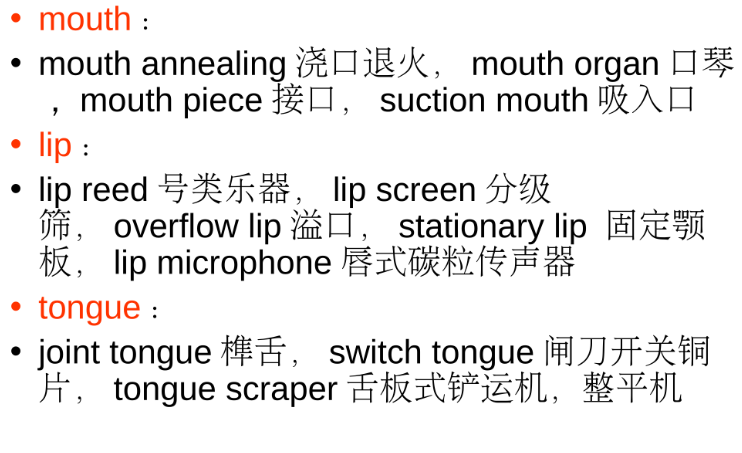 • mouth：
• mouth annealing 浇口退火， mouth organ 口琴
， mouth piece 接口， suction mouth 吸入口
• lip：
• lip reed 号类乐器， lip screen 分级
筛， overflow lip 溢口， stationary lip 固定颚
板， lip microphone 唇式碳粒传声器
• tongue：
• joint tongue 榫舌， switch tongue 闸刀开关铜
片， tongue scraper 舌板式铲运机，整平机